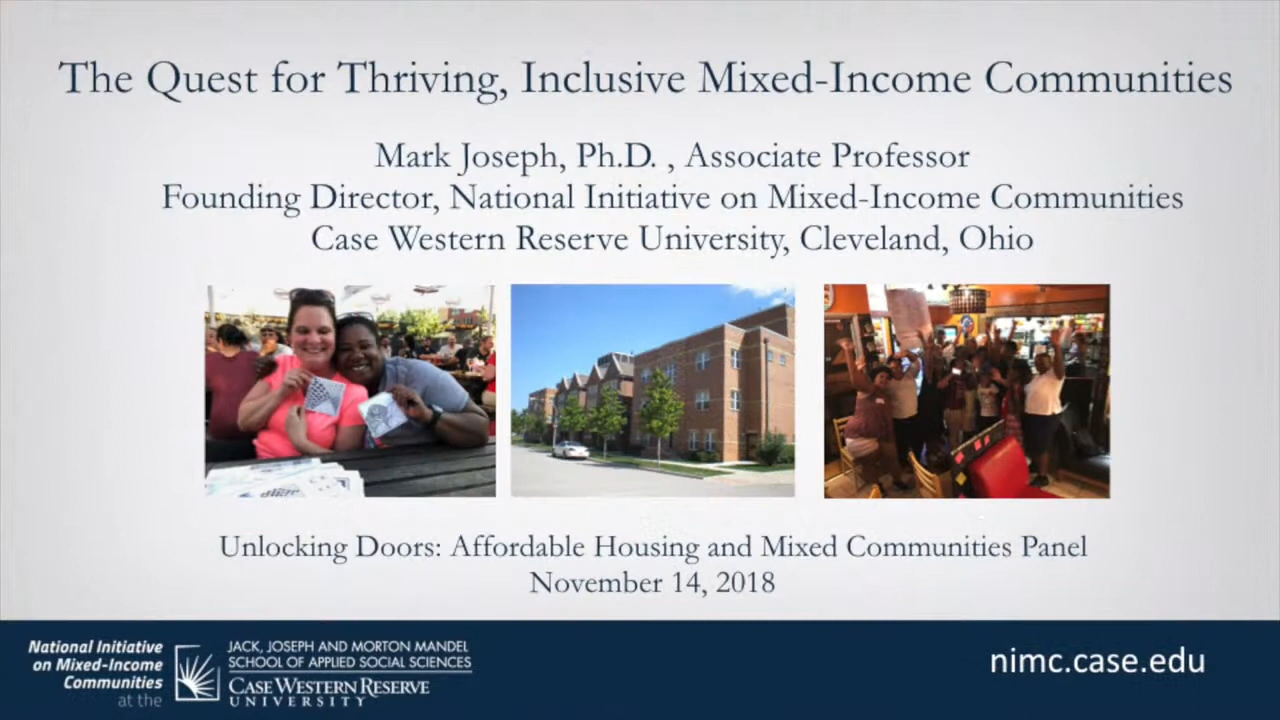 The Quest for Thriving, Inclusive Mixed-Income Communities
Mark Joseph, Ph.D. , Associate Professor
Founding Director, National Initiative on Mixed-Income Communities
Case Western Reserve University, Cleveland, Ohio
Unlocking Doors: Affordable Housing and Mixed Communities Panel
November 14, 2018
National Initiative
on Mixed-Income
Communities
at the
JACK, JOSEPH AND MORTON MANDEL
SCHOOL OF APPLIED SOCIAL SCIENCES
CASE WESTERN RESERVE
UNIVERSITY
nimc.case.edu